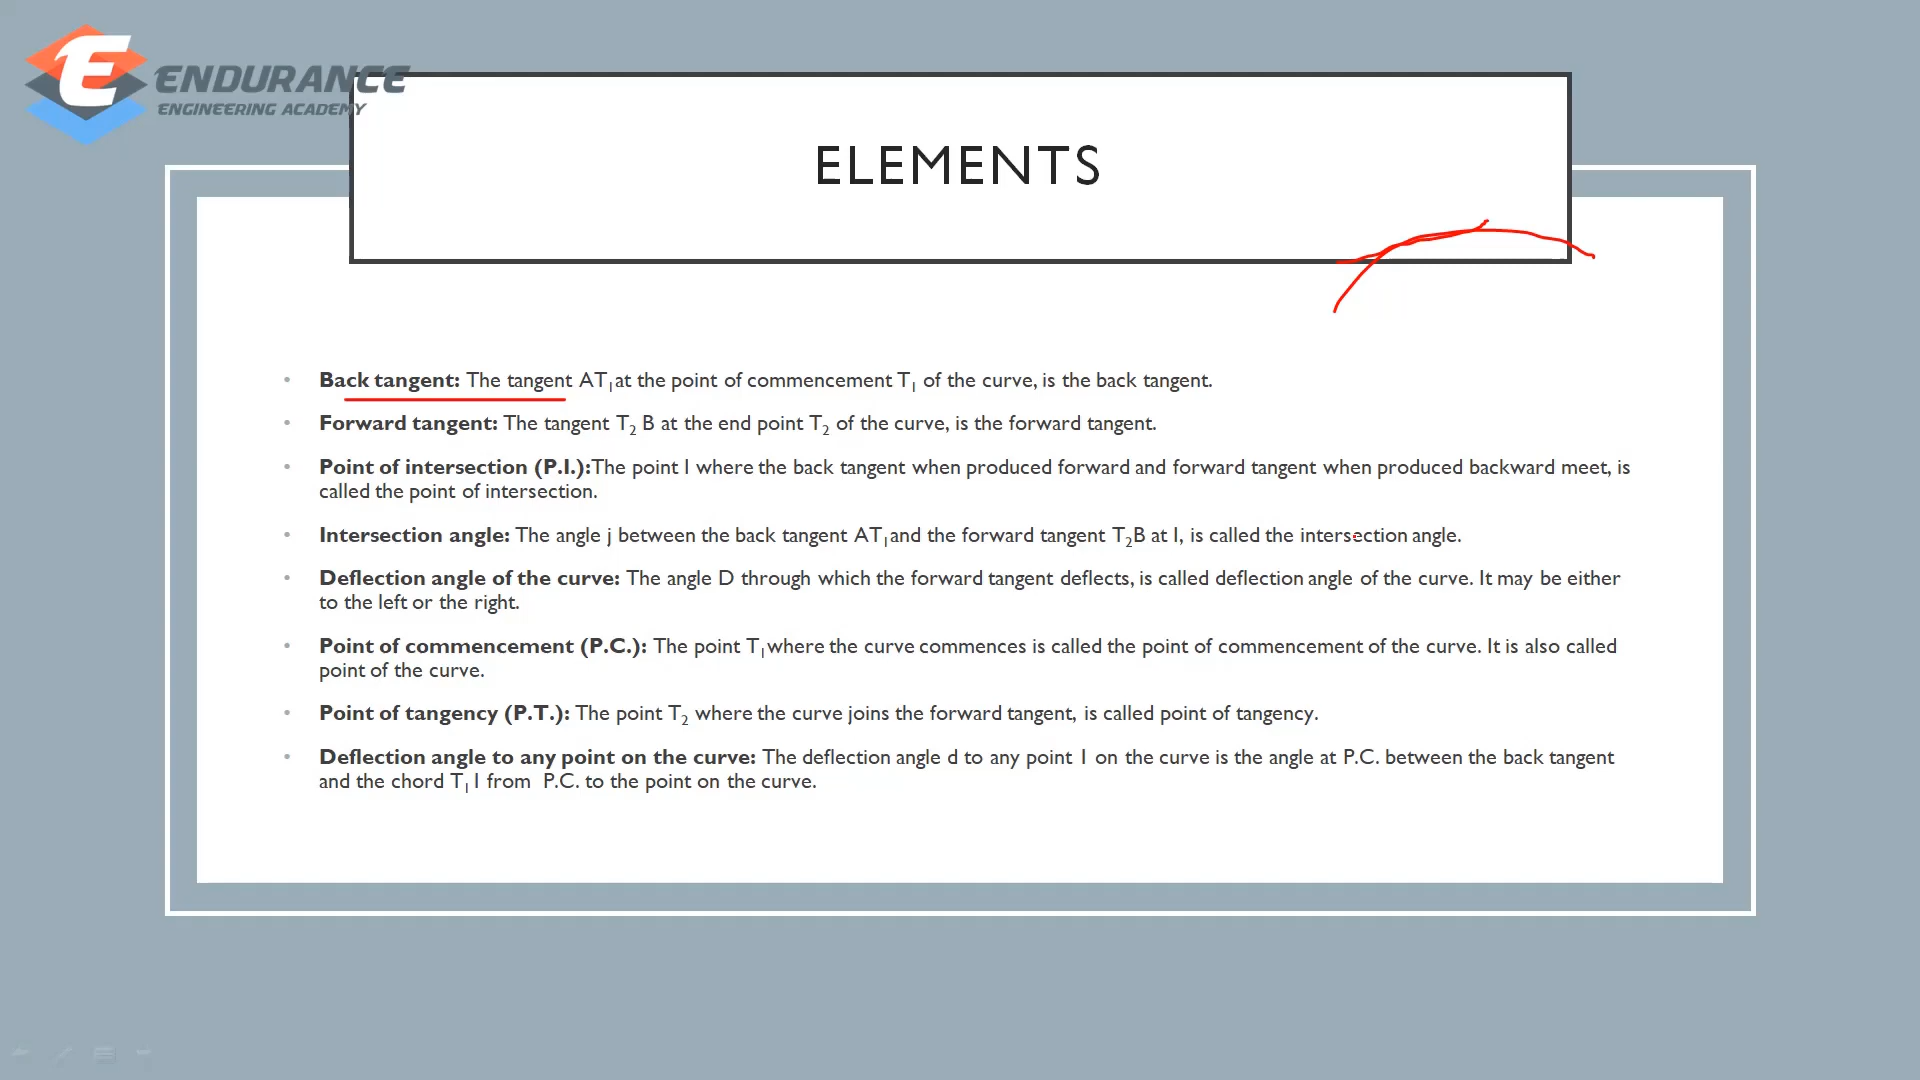 ENDURANCE
ENGINEERING ACADEMY
ELEMENTS
• Back tangent: The tangent AT₁at the point of commencement T₁ of the curve, is the back tangent.
• Forward tangent: The tangent T₂ B at the end point T₂ of the curve, is the forward tangent.
• Point of intersection (P.I.):The point I where the back tangent when produced forward and forward tangent when produced backward meet, is
called the point of intersection.
• Intersection angle: The angle j between the back tangent AT₁and the forward tangent T₂B at I, is called the intersection angle.
• Deflection angle of the curve: The angle D through which the forward tangent deflects, is called deflection angle of the curve. It may be either
to the left or the right.
• Point of commencement (P.C.): The point T₁where the curve commences is called the point of commencement of the curve. It is also called
point of the curve.
• Point of tangency (P.T.): The point T₂ where the curve joins the forward tangent, is called point of tangency.
• Deflection angle to any point on the curve: The deflection angle d to any point 1 on the curve is the angle at P.C. between the back tangent
and the chord T₁1 from P.C. to the point on the curve.